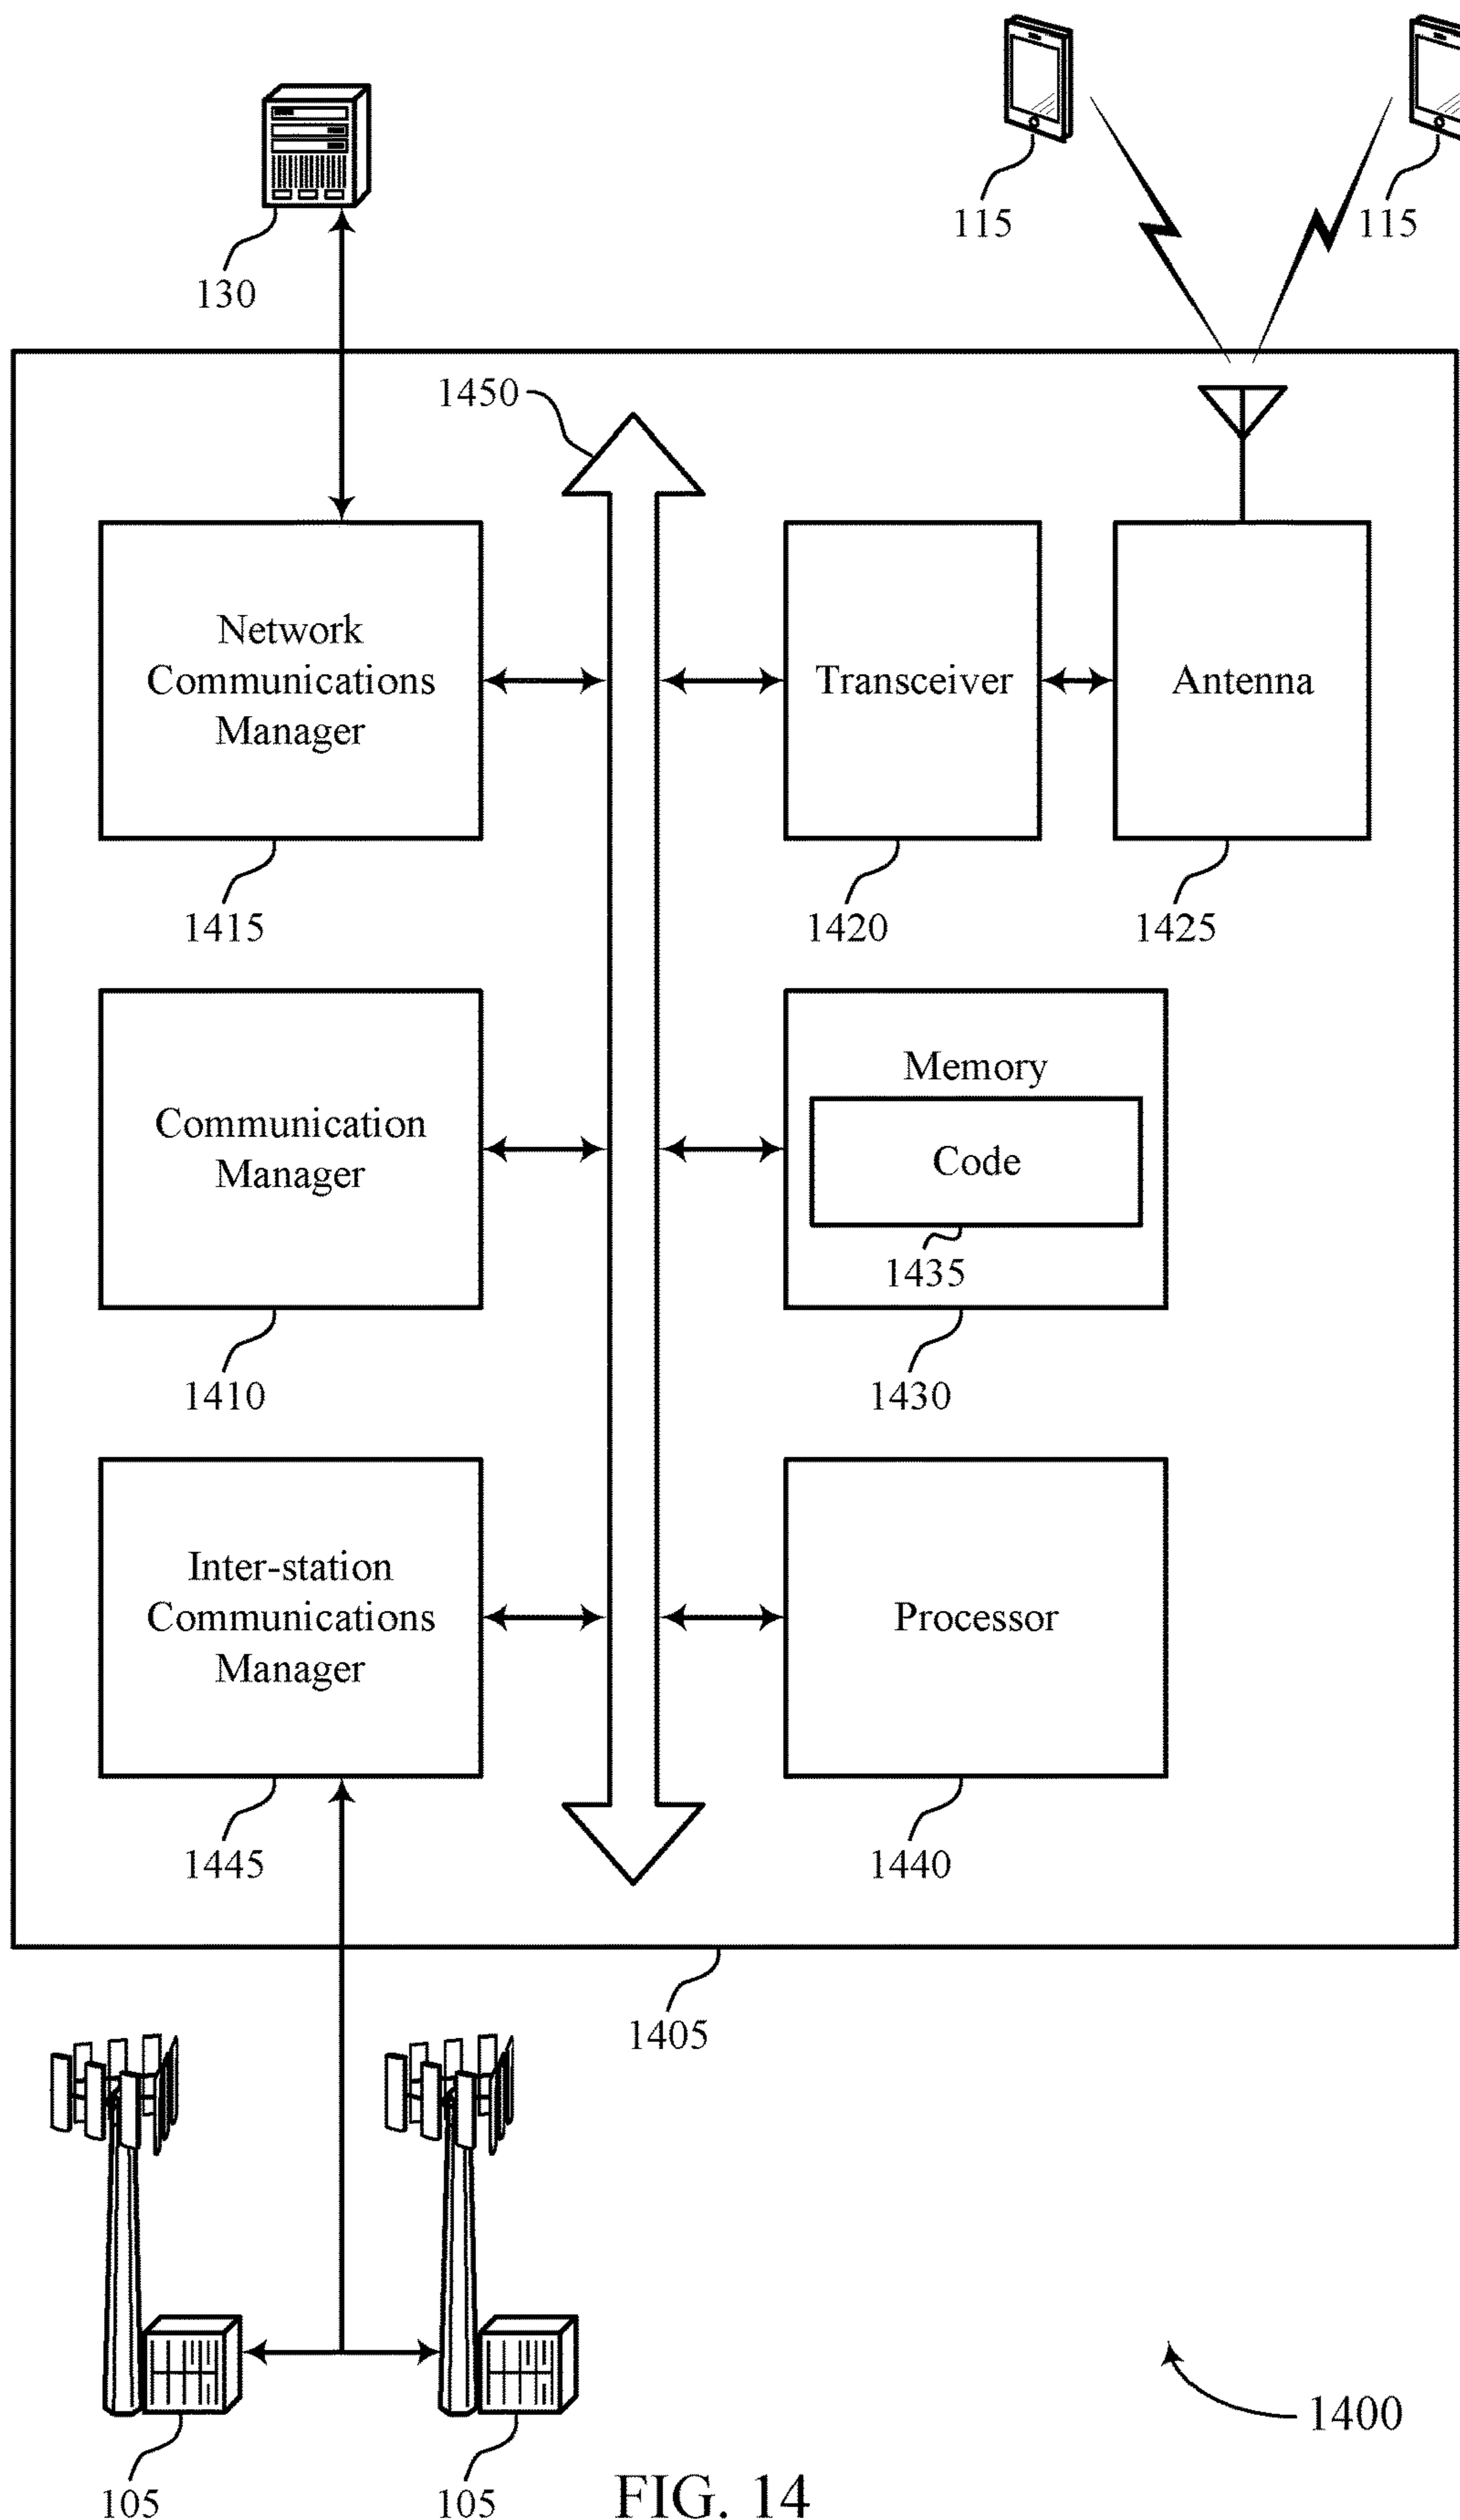 115
115
130
1450
Network
Communications
Manager
Transceiver
Antenna
1415
1420
1425
Communication
Manager
Memory
Code
1435
1410
1430
Inter-station
Communications
Manager
Processor
1445
1440
1405
1400
105
105
FIG. 14